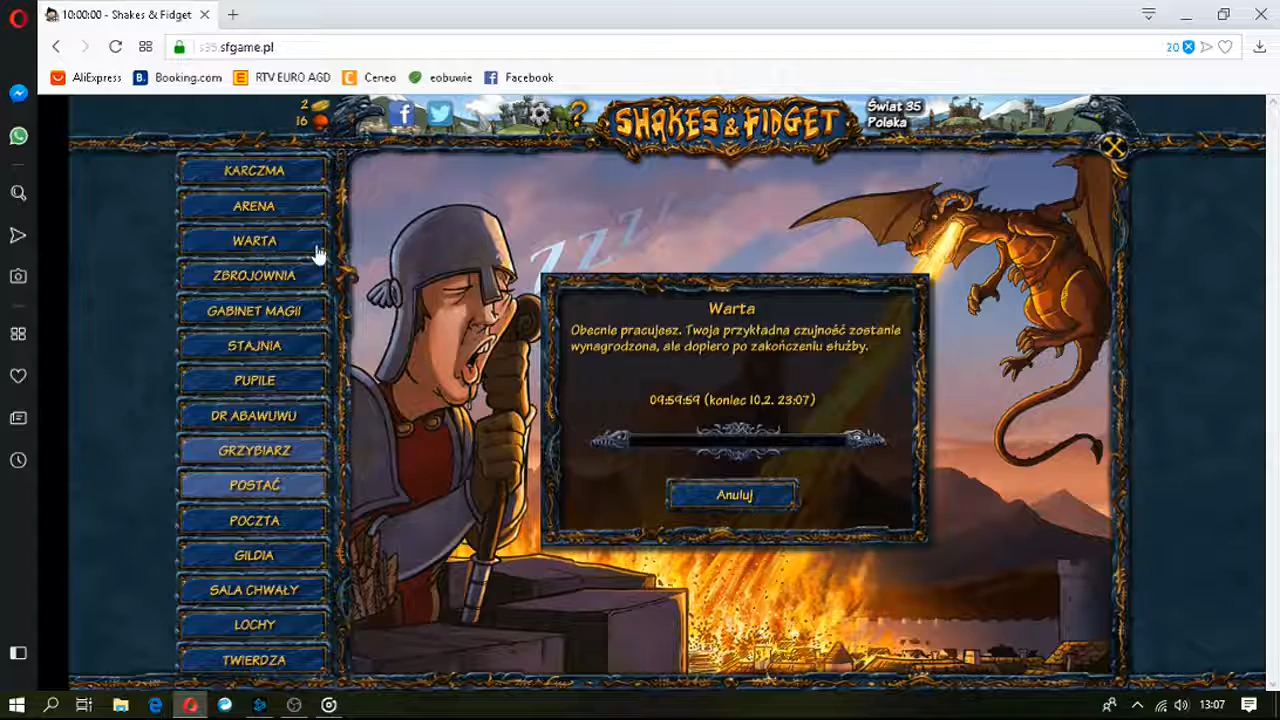 10:00:00 - Shakes & Fidget
s35.sfgame.pl
20
AliExpress
B. Booking.com
E RTV EURO AGD
C Ceneo
eobuwie
Facebook
2
16
?
SHAKES & FIDGET
Świat 35
Polska
KARCZMA
ARENA
WARTA
ZBROJOWNIA
GABINET MAGII
STAJNIA
PUPILE
DR ABAWUWU
GRZYBIARZ
POSTAĆ
POCZTA
GILDIA
SALA CHWAŁY
LOCHY
TWIERDZA
ZZZ
Warta
Obecnie pracujesz. Twoja przykładna czujność zostanie
wynagrodzona, ale dopiero po zakończeniu służby.
09:59:59 (koniec 10.2. 23:07)
Anuluj
13:07